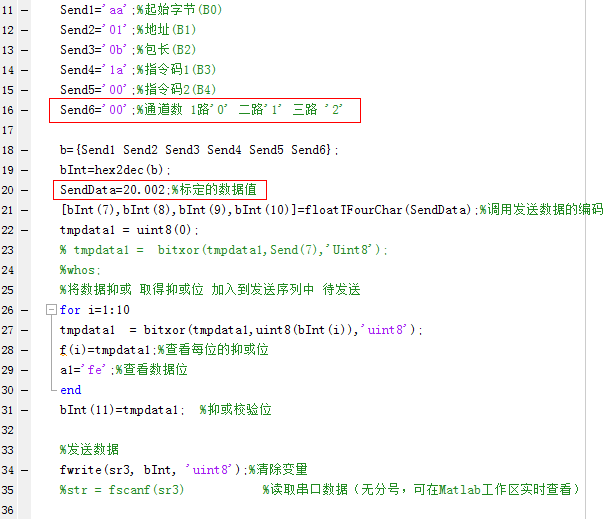 11 Send1='aa';%起始字节(B0)
12 Send2='01';%地址(B1)
13 Send3='0b';%包长(B2)
14 Send4='1a';%指令码1(B3)
15 Send5='00';%指令码2(B4)
16 Send6='00';%通道数 1路'0' 二路'1' 三路 '2'
17
18 b={Send1 Send2 Send3 Send4 Send5 Send6};
19 bInt=hex2dec(b);
20 SendData=20.002;%标定的数据值
21 [bInt(7),bInt(8),bInt(9),bInt(10)]=floatTFourChar(SendData);%调用发送数据的编码
22 tmpdata1 = uint8(0);
23 % tmpdata1 = bitxor(tmpdata1,Send(7),'Uint8');
24 %whos;
25 %将数据抑或 取得抑或位 加入到发送序列中 待发送
26 for i=1:10
27 tmpdata1 = bitxor(tmpdata1,uint8(bInt(i)),'uint8');
28 f(i)=tmpdata1;%查看每位的抑或位
29 a1='fe';%查看数据位
30 end
31 bInt(11)=tmpdata1; %抑或校验位
32
33 %发送数据
34 fwrite(sr3, bInt, 'uint8');%清除变量
35 %str = fscanf(sr3) %读取串口数据（无分号，可在Matlab工作区实时查看）
36